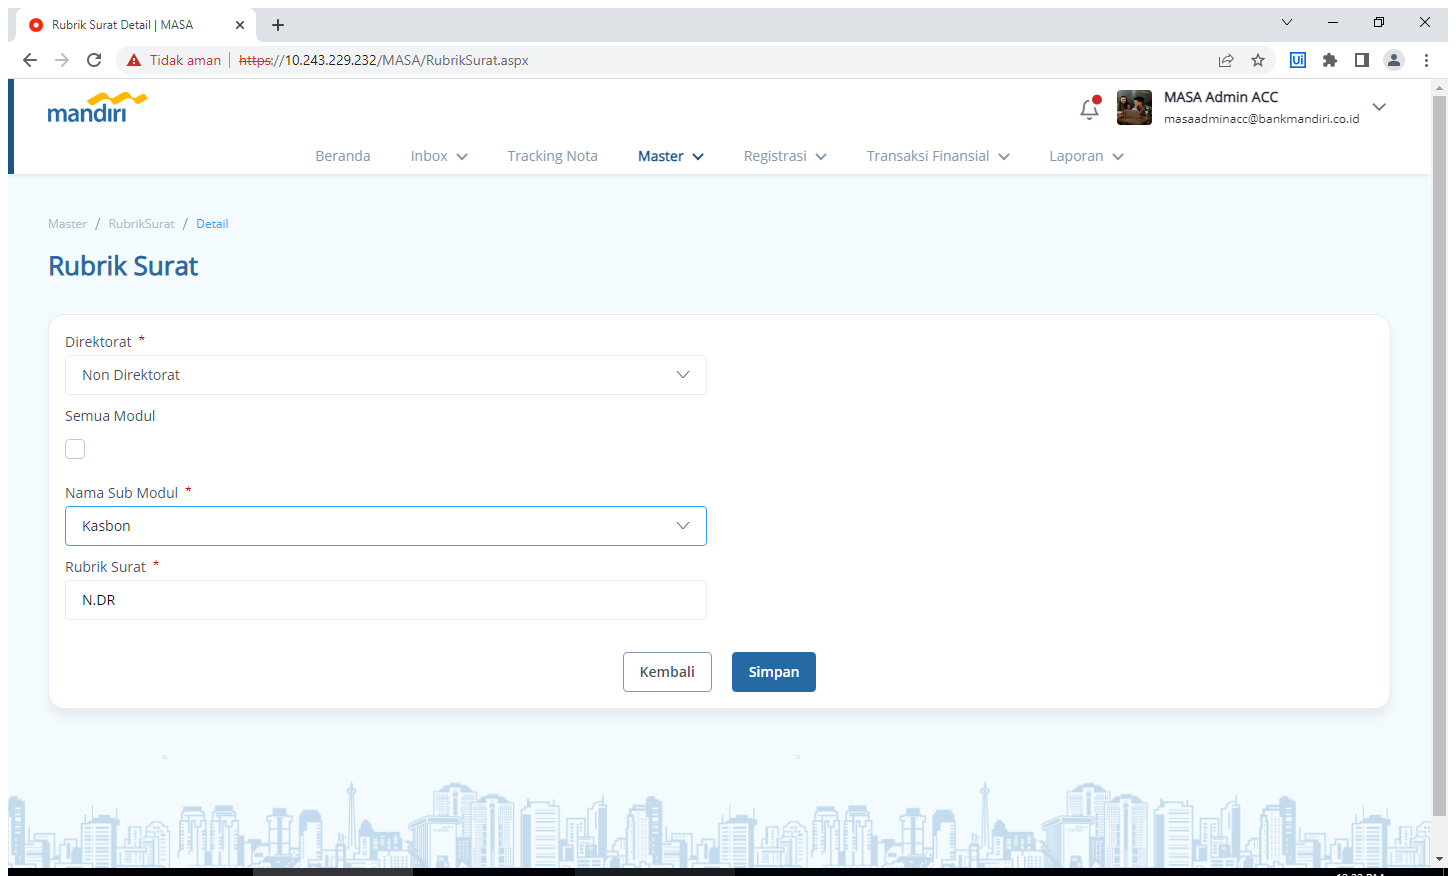 Rubrik Surat Detail | MASA
Tidak aman
https://10.243.229.232/MASA/RubrikSurat.aspx
Ui
mandiri
MASA Admin ACC
masaadminacc@bankmandiri.co.id
Beranda
Inbox
Tracking Nota
Master
Registrasi
Transaksi Finansial
Laporan
Master / RubrikSurat / Detail
Rubrik Surat
Direktorat *
Non Direktorat
Semua Modul
Nama Sub Modul *
Kasbon
Rubrik Surat *
N.DR
Kembali
Simpan